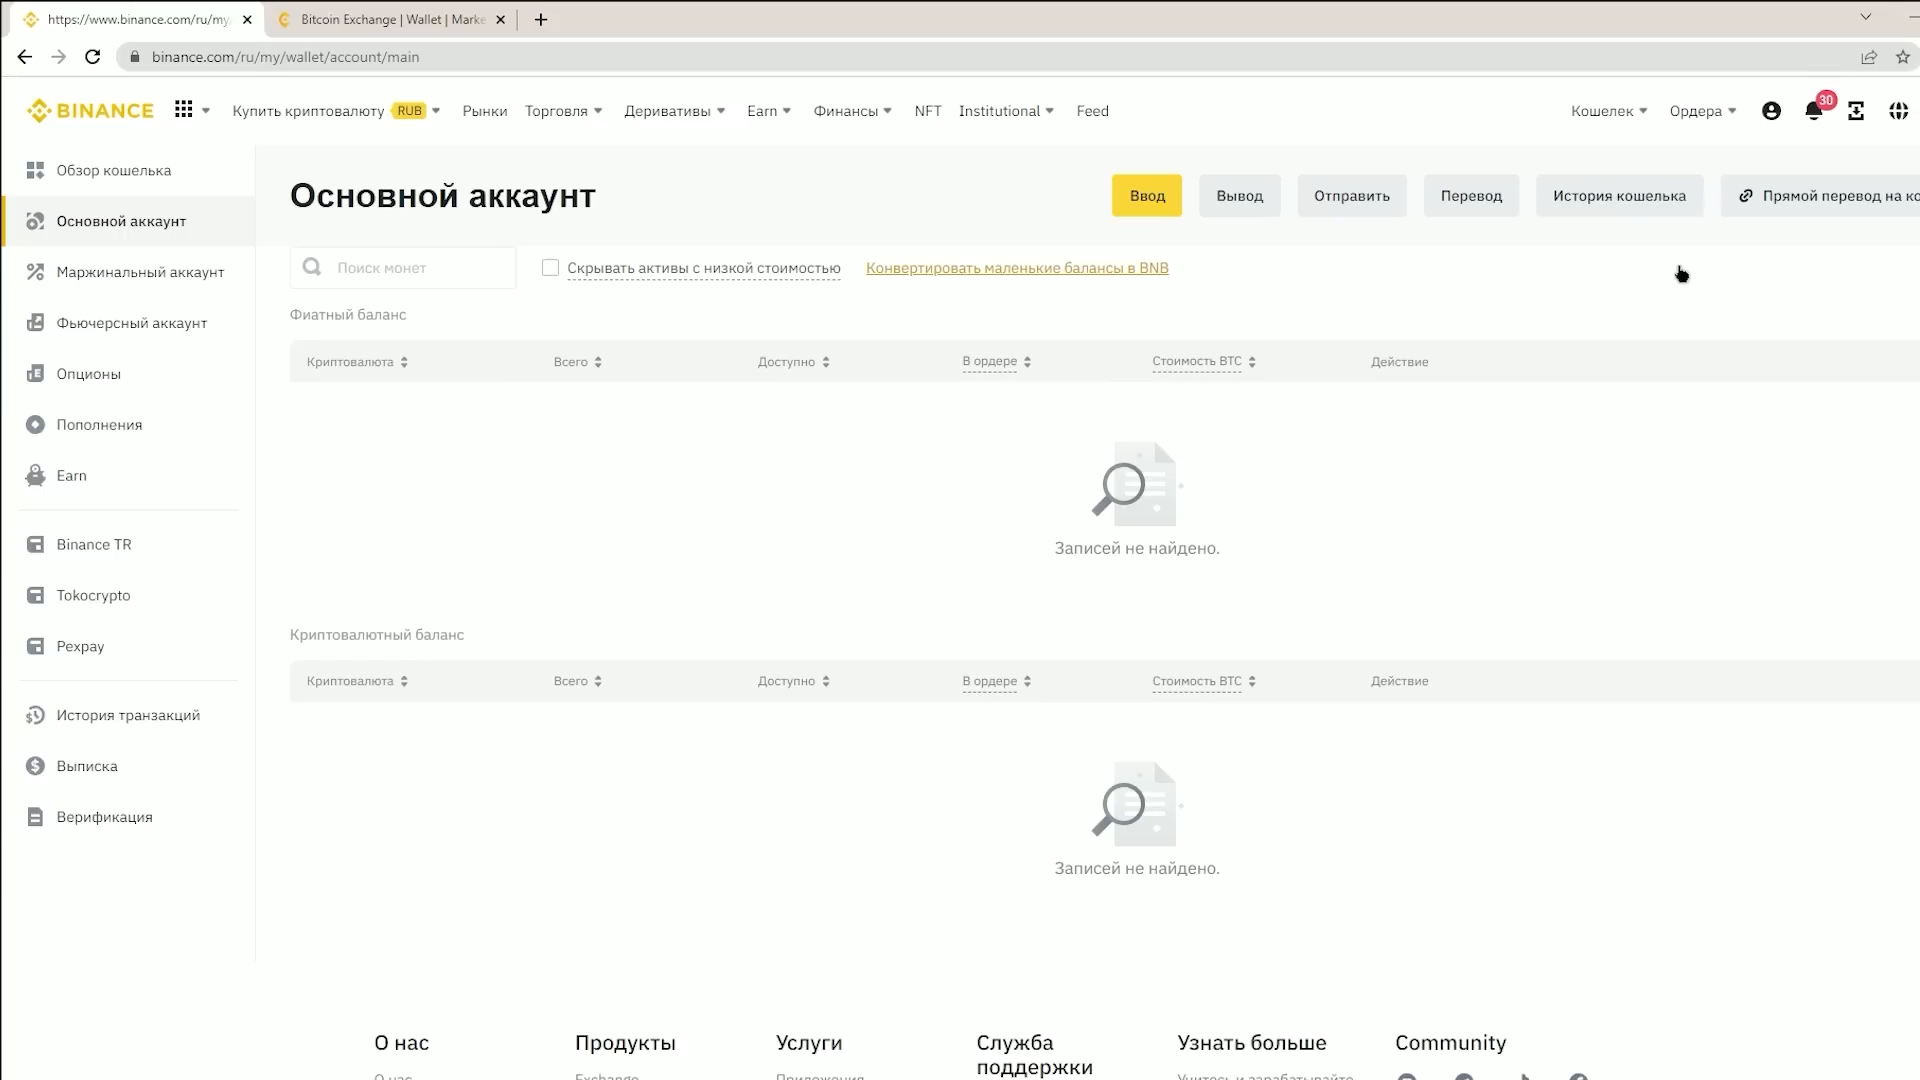 https://www.binance.com/ru/my
Bitcoin Exchange | Wallet | Marke
binance.com/ru/my/wallet/account/main
BINANCE
Купить криптовалюту RUB
Рынки
Торговля
Деривативы
Earn
Финансы
NFT
Institutional
Feed
Кошелек
Ордера
30
Обзор кошелька
Основной аккаунт
Маржинальный аккаунт
Фьючерсный аккаунт
Опционы
Пополнения
Earn
Binance TR
Tokocrypto
Pexpay
История транзакций
Выписка
Верификация
Основной аккаунт
Ввод
Вывод
Отправить
Перевод
История кошелька
Прямой перевод на ко
Поиск монет
Скрывать активы с низкой стоимостью
Конвертировать маленькие балансы в BNB
Фиатный баланс
Криптовалюта Всего Доступно В ордере Стоимость BTC Действие
Записей не найдено.
Криптовалютный баланс
Криптовалюта Всего Доступно В ордере Стоимость BTC Действие
Записей не найдено.
О нас
Продукты
Услуги
Служба
поддержки
Узнать больше
Community
О нас
Exchange
Приложения
Учитесь и зарабатывайте